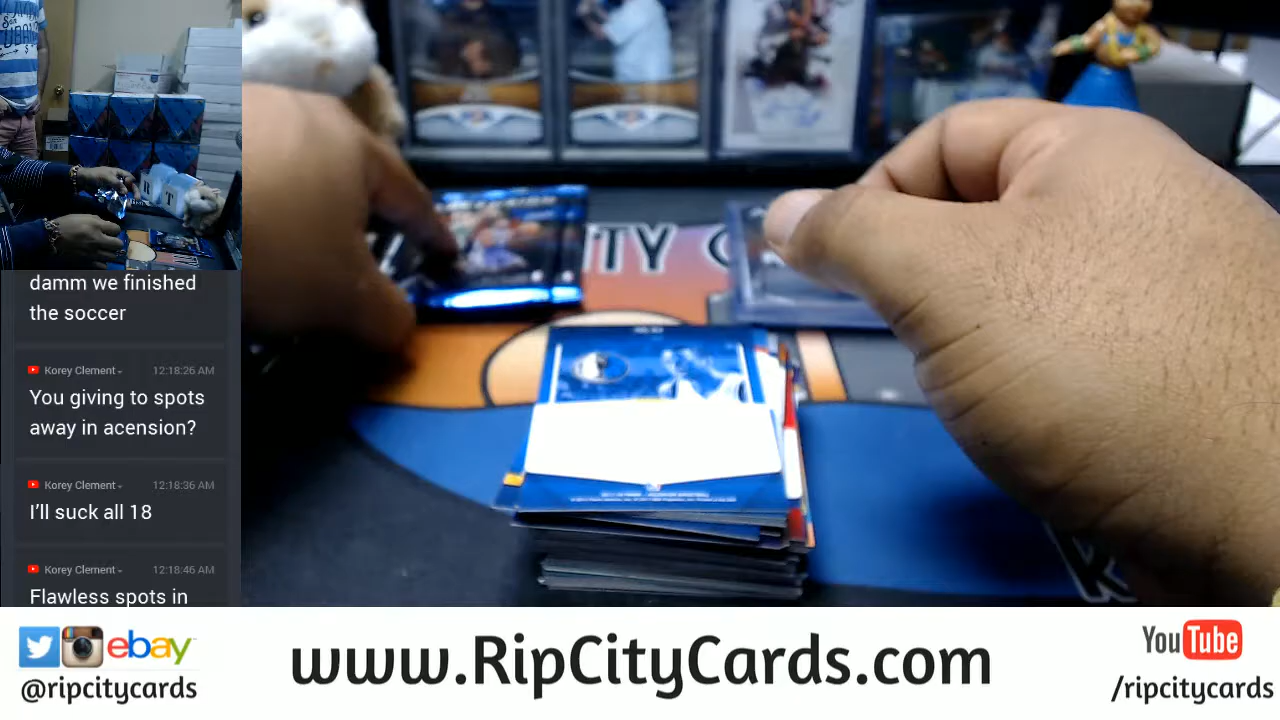 damm we finished
the soccer
Korey Clement
12:18:26 AM
You giving to spots
away in acension?
Korey Clement
12:18:36 AM
I'll suck all 18
Korey Clement
12:18:46 AM
Flawless spots in
R
T
ITY C
ebay
@ripcitycards
www.RipCityCards.com
YouTube
/ripcitycards